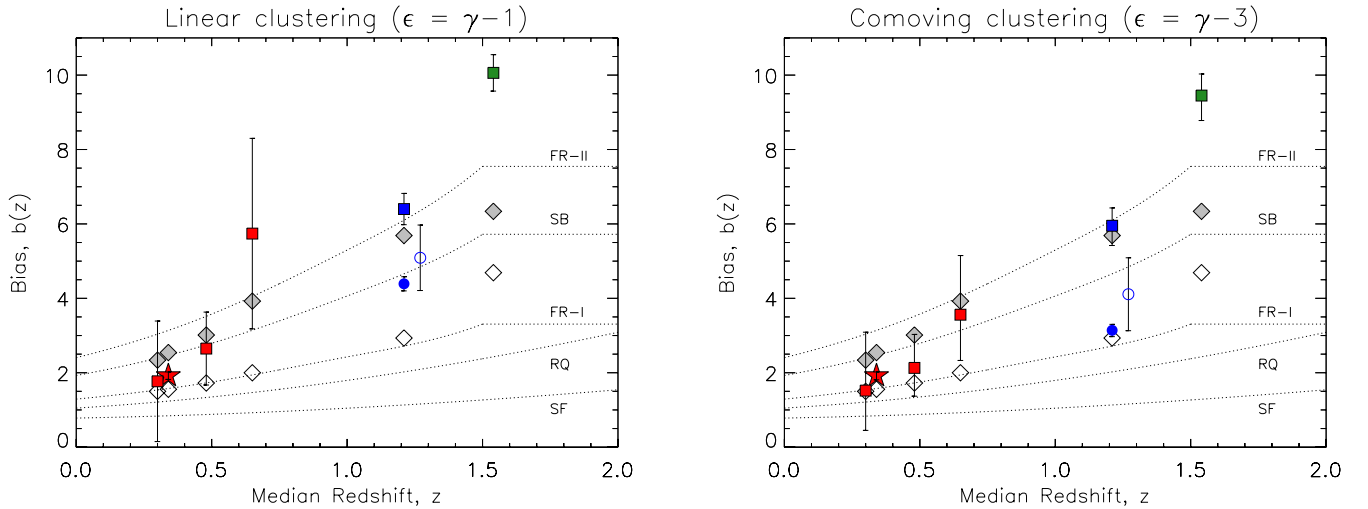 Linear clustering (ϵ = γ−1)
10
8
6
4
2
0
Bias, b(z)
FR−II
SB
FR−I
RQ
SF
0.0 0.5 1.0 1.5 2.0
Median Redshift, z
Comoving clustering (ϵ = γ−3)
10
8
6
4
2
0
Bias, b(z)
FR−II
SB
FR−I
RQ
SF
0.0 0.5 1.0 1.5 2.0
Median Redshift, z